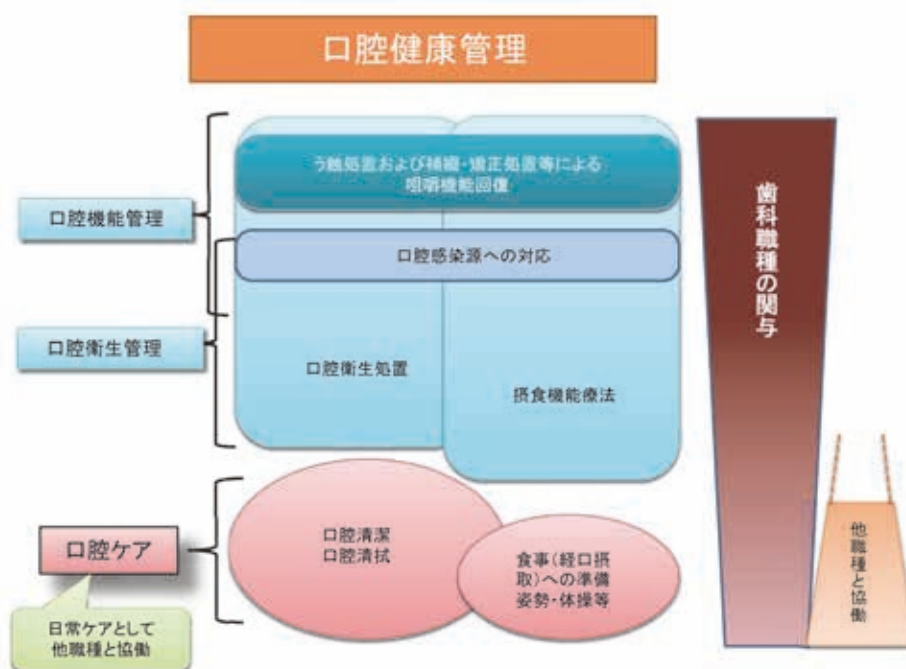 口腔健康管理
う触処置および補綴・矯正処置等による
咀嚼機能回復
口腔機能管理
口腔感染源への対応
口腔衛生管理
口腔衛生処置
摂食機能療法
歯科職種の関与
口腔ケア
口腔清潔
口腔清拭
食事(経口摂
取)への準備
姿勢・体操等
他職種と協働
日常ケアとして
他職種と協働